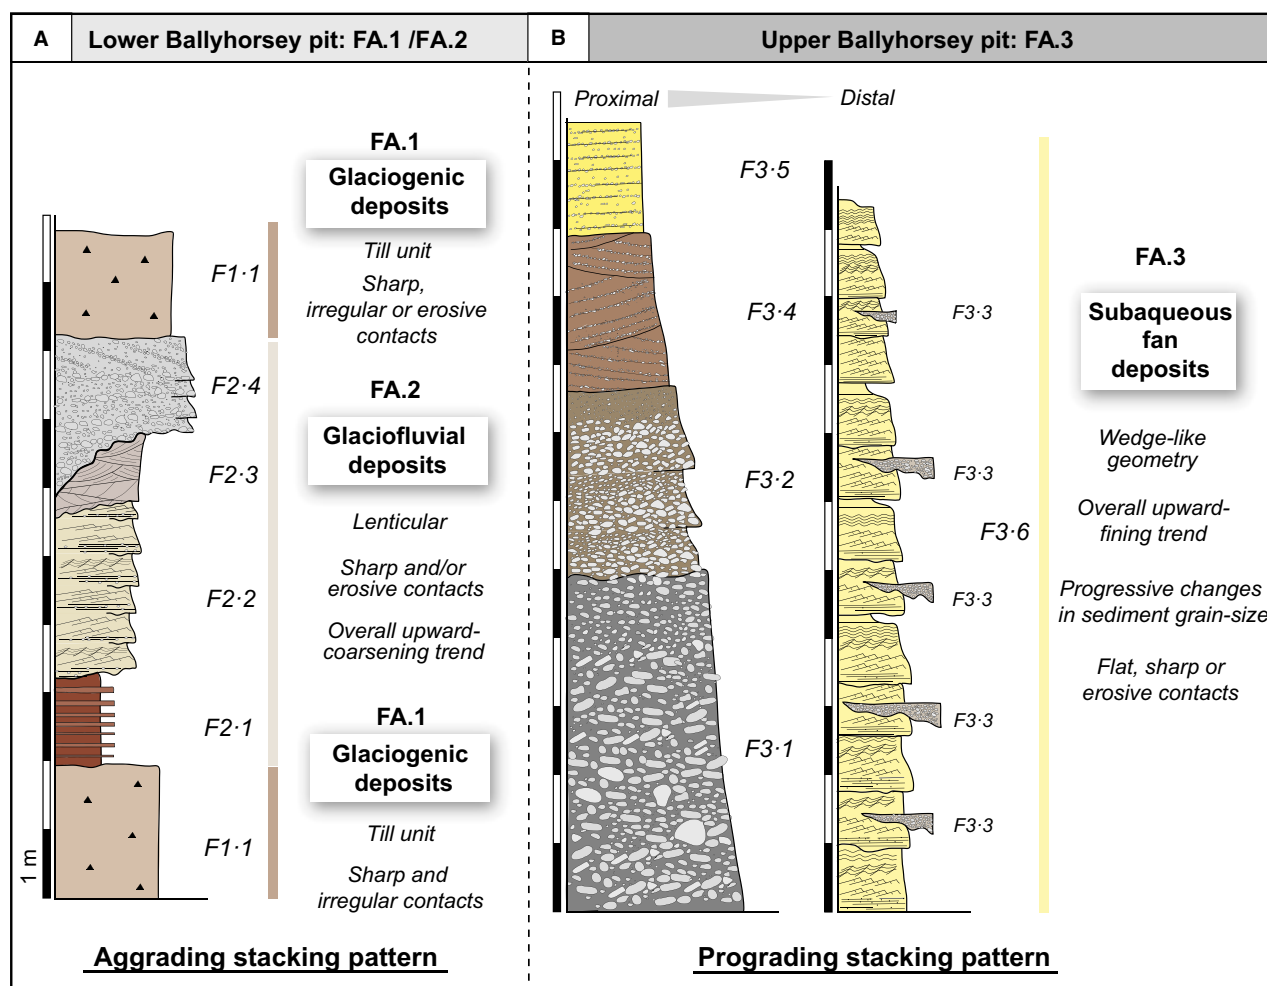 A
Lower Ballyhorsey pit: FA.1 /FA.2
FA.1
Glaciogenic
deposits
Till unit
Sharp,
irregular or erosive
contacts
F1·1
F2·4
FA.2
Glaciofluvial
deposits
F2·3
Lenticular
Sharp and/or
erosive contacts
F2·2
Overall upward-
coarsening trend
F2·1
FA.1
Glaciogenic
deposits
F1·1
Till unit
Sharp and
irregular contacts
1 m
Aggrading stacking pattern
B
Upper Ballyhorsey pit: FA.3
Proximal
Distal
F3·5
F3·4
F3·2
F3·1
F3·3
F3·3
F3·6
F3·3
F3·3
F3·3
FA.3
Subaqueous
fan
deposits
Wedge-like
geometry
Overall upward-
fining trend
Progressive changes
in sediment grain-size
Flat, sharp or
erosive contacts
Prograding stacking pattern